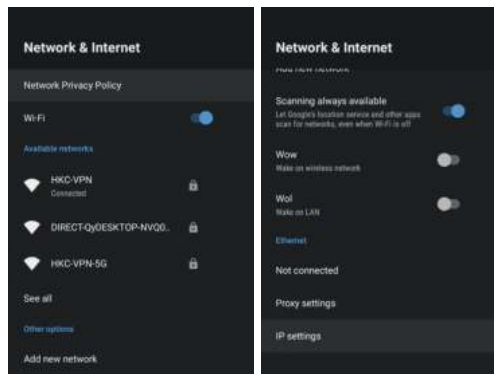 Network & Internet
Network Privacy Policy
Wi-Fi
Available networks
HKC-VPN
Connected
DIRECT-QyDESKTOP-NVQ0..
HKC-VPN-5G
See all
Other options
Add new network
Network & Internet
Add new network
Scanning always available
Let Google's location service and other apps
scan for networks, even when Wi-Fi is off
Wow
Wake on wireless network
Wol
Wake on LAN
Ethernet
Not connected
Proxy settings
IP settings